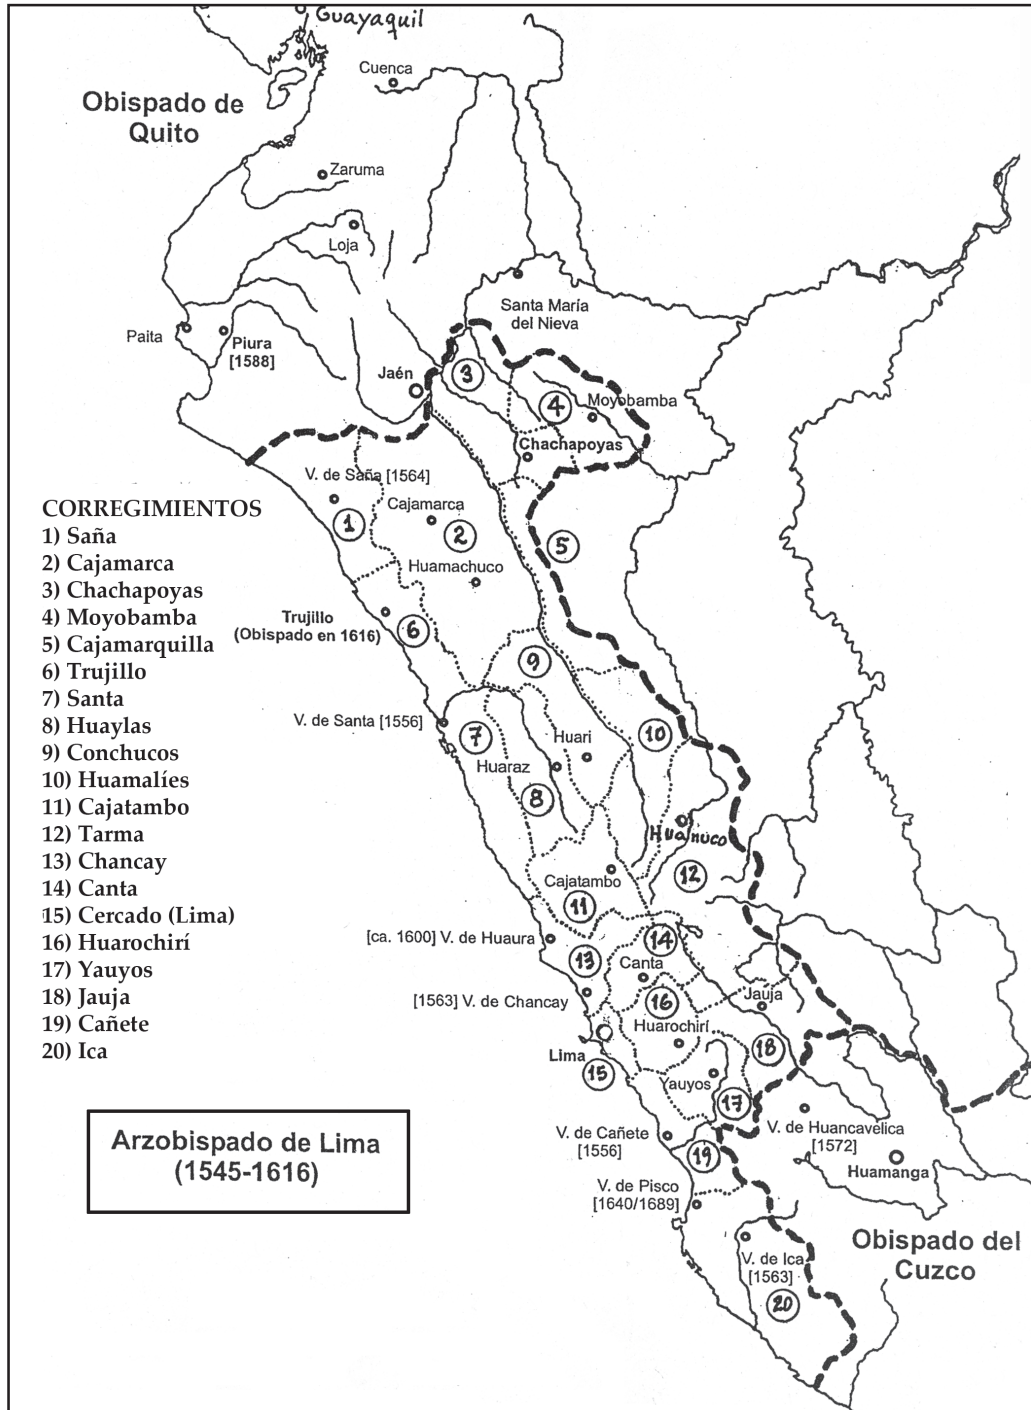 Guayaquil
Cuenca
Obispado de
Quito
Zaruma
Loja
Santa María
del Nieva
Paita
Piura
[1588]
Jaén
3
4
Moyobamba
Chachapoyas
V. de Saña [1564]
Cajamarca
1
2
5
Huamachuco
CORREGIMIENTOS
1) Saña
2) Cajamarca
3) Chachapoyas
4) Moyobamba
5) Cajamarquilla
6) Trujillo
7) Santa
8) Huaylas
9) Conchucos
10) Huamalíes
11) Cajatambo
12) Tarma
13) Chancay
14) Canta
15) Cercado (Lima)
16) Huarochirí
17) Yauyos
18) Jauja
19) Cañete
20) Ica
Trujillo
(Obispado en 1616)
6
9
V. de Santa [1556]
7
Huari
10
Huaraz
8
Huánuco
Cajatambo
12
11
[ca. 1600] V. de Huaura
14
13
Canta
[1563] V. de Chancay
16
Jauja
Huarochirí
Lima
18
15
Yauyos
17
V. de Cañete
[1556]
19
V. de Huancavelica
[1572]
Huamanga
V. de Pisco
[1640/1689]
Arzobispado de Lima
(1545-1616)
Obispado del
Cuzco
V. de Ica
[1563]
20